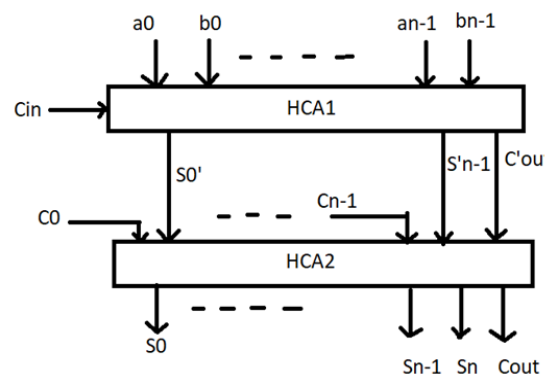 a0 b0 an-1 bn-1
Cin HCA1
S0' S'n-1 C'ou
C0 Cn-1
HCA2
S0 Sn-1 Sn Cout